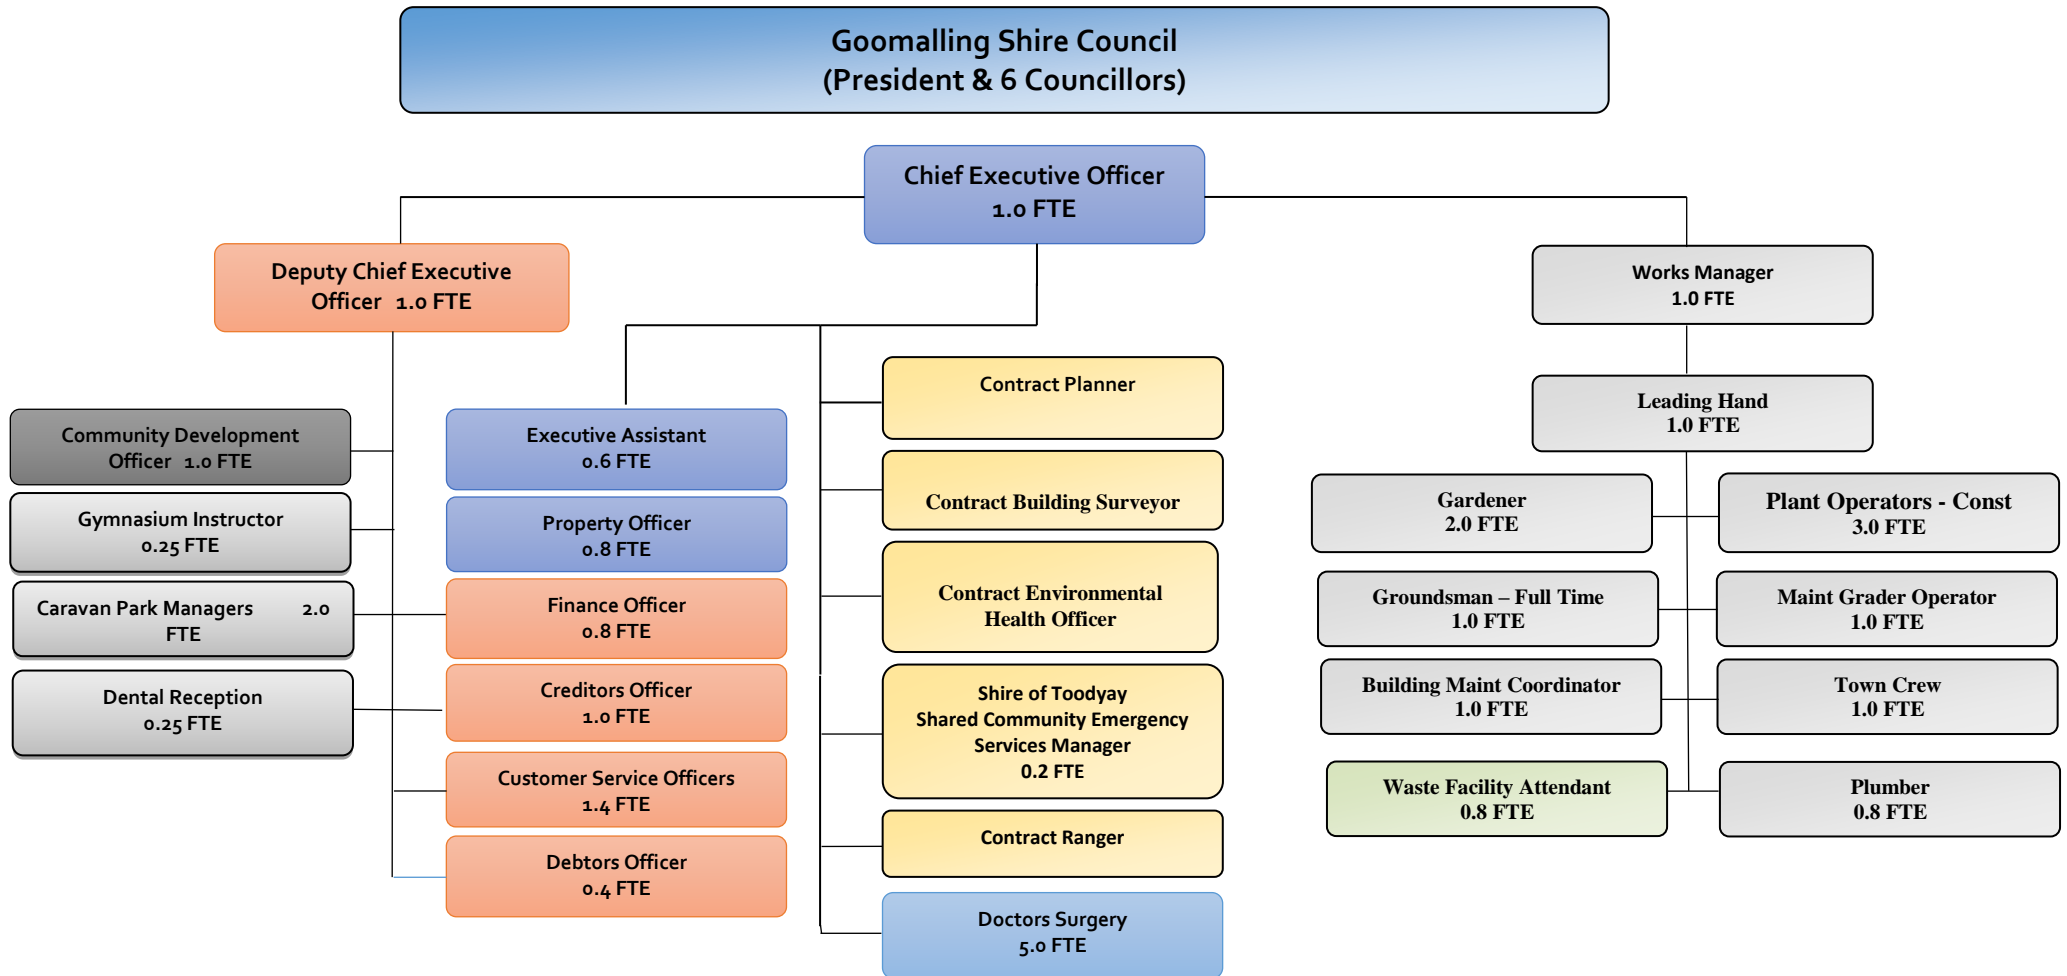 Goomalling Shire Council
(President & 6 Councillors)
Chief Executive Officer
1.0 FTE
Deputy Chief Executive
Officer 1.0 FTE
Community Development
Officer 1.0 FTE
Gymnasium Instructor
0.25 FTE
Caravan Park Managers 2.0
FTE
Dental Reception
0.25 FTE
Executive Assistant
0.6 FTE
Property Officer
0.8 FTE
Finance Officer
0.8 FTE
Creditors Officer
1.0 FTE
Customer Service Officers
1.4 FTE
Debtors Officer
0.4 FTE
Contract Planner
Contract Building Surveyor
Contract Environmental
Health Officer
Shire of Toodyay
Shared Community Emergency
Services Manager
0.2 FTE
Contract Ranger
Doctors Surgery
5.0 FTE
Works Manager
1.0 FTE
Leading Hand
1.0 FTE
Gardener
2.0 FTE
Plant Operators - Const
3.0 FTE
Groundsman – Full Time
1.0 FTE
Maint Grader Operator
1.0 FTE
Building Maint Coordinator
1.0 FTE
Town Crew
1.0 FTE
Waste Facility Attendant
0.8 FTE
Plumber
0.8 FTE